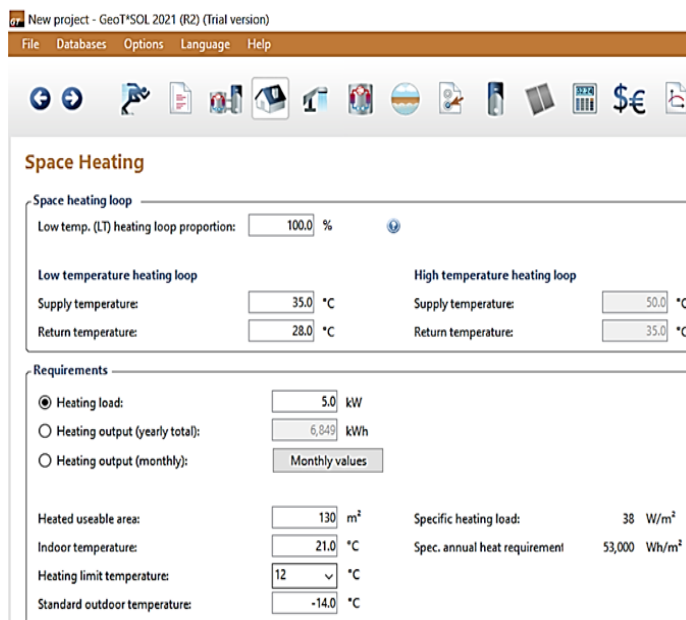 GT New project - GeoT*SOL 2021 (R2) (Trial version)
File Databases Options Language Help
$€
Space Heating
Space heating loop
Low temp. (LT) heating loop proportion: 100.0 %
Low temperature heating loop High temperature heating loop
Supply temperature: 35.0 °C Supply temperature: 50.0 °C
Return temperature: 28.0 °C Return temperature: 35.0 °C
Requirements
Heating load: 5.0 kW
Heating output (yearly total): 6,849 kWh
Heating output (monthly): Monthly values
Heated useable area: 130 m² Specific heating load: 38 W/m²
Indoor temperature: 21.0 °C Spec. annual heat requirement 53,000 Wh/m²
Heating limit temperature: 12 °C
Standard outdoor temperature: -14.0 °C